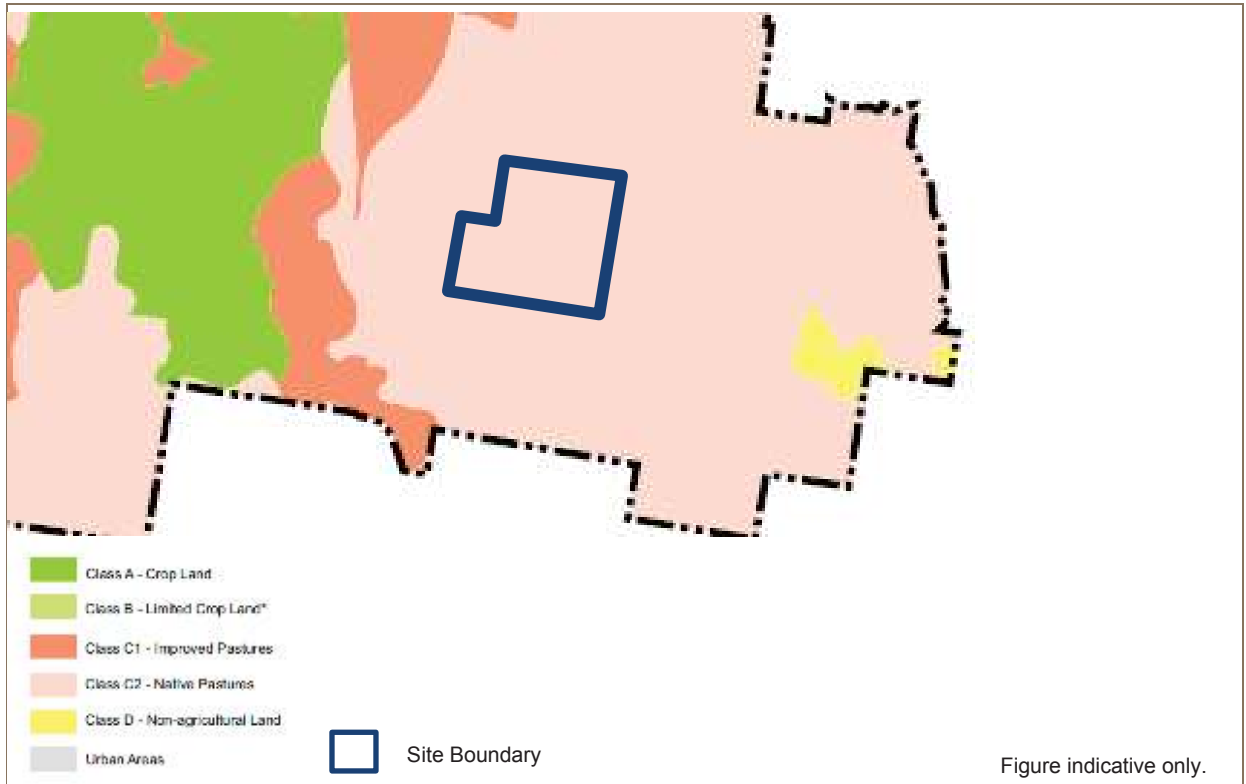 Class A - Crop Land
Class B - Limited Crop Land*
Class C1 - Improved Pastures
Class C2 - Native Pastures
Class D - Non-agricultural Land
Urban Areas
Site Boundary
Figure indicative only.